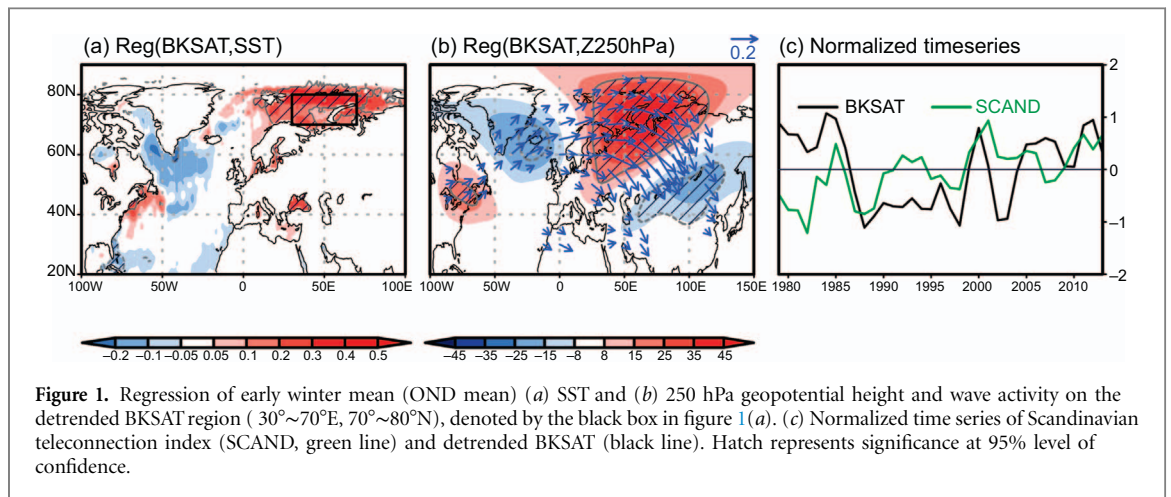 (a) Reg(BKSAT,SST)
(b) Reg(BKSAT,Z250hPa)
0.2
(c) Normalized timeseries
80N
60N
40N
20N
100W 50W 0 50E 100E
100W 50W 0 50E 100E 150E
BKSAT SCAND
2
1
0
−1
−2
1980 1985 1990 1995 2000 2005 2010
−0.2 −0.1 −0.05 0.05 0.1 0.2 0.3 0.4 0.5
−45 −35 −25 −15 −8 8 15 25 35 45
Figure 1. Regression of early winter mean (OND mean) (a) SST and (b) 250 hPa geopotential height and wave activity on the
detrended BKSAT region ( 30°∼70°E, 70°∼80°N), denoted by the black box in figure 1(a). (c) Normalized time series of Scandinavian
teleconnection index (SCAND, green line) and detrended BKSAT (black line). Hatch represents significance at 95% level of
confidence.